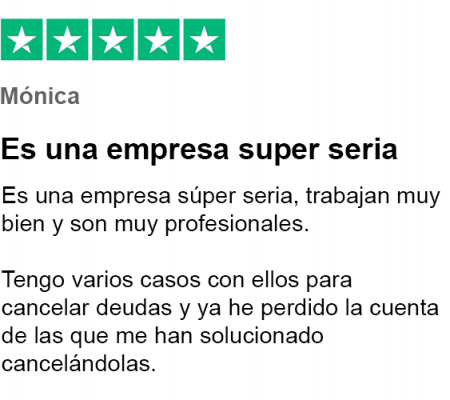 Mónica
Es una empresa super seria
Es una empresa súper seria, trabajan muy
bien y son muy profesionales.
Tengo varios casos con ellos para
cancelar deudas y ya he perdido la cuenta
de las que me han solucionado
cancelándolas.